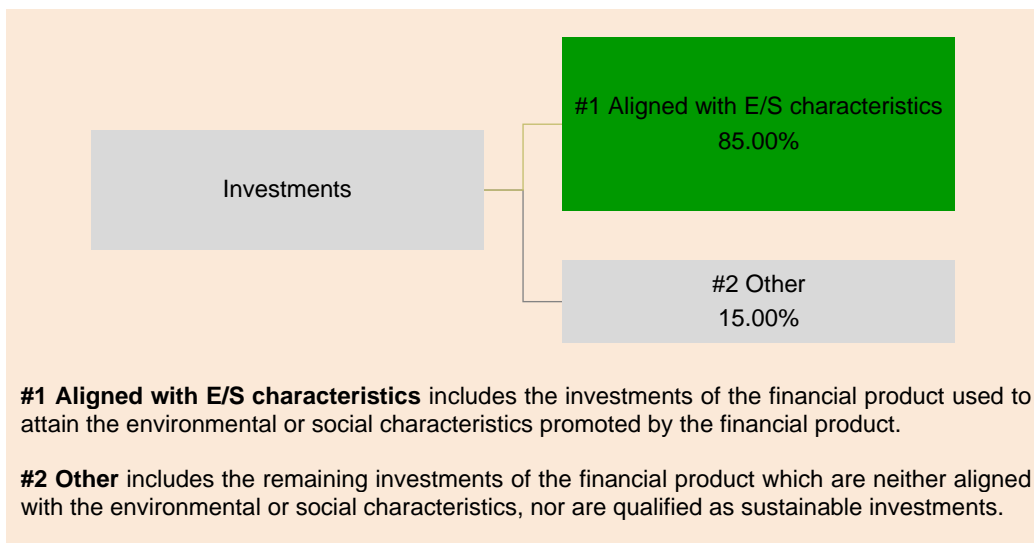 #1 Aligned with E/S characteristics
85.00%
Investments
#2 Other
15.00%
#1 Aligned with E/S characteristics includes the investments of the financial product used to
attain the environmental or social characteristics promoted by the financial product.
#2 Other includes the remaining investments of the financial product which are neither aligned
with the environmental or social characteristics, nor are qualified as sustainable investments.